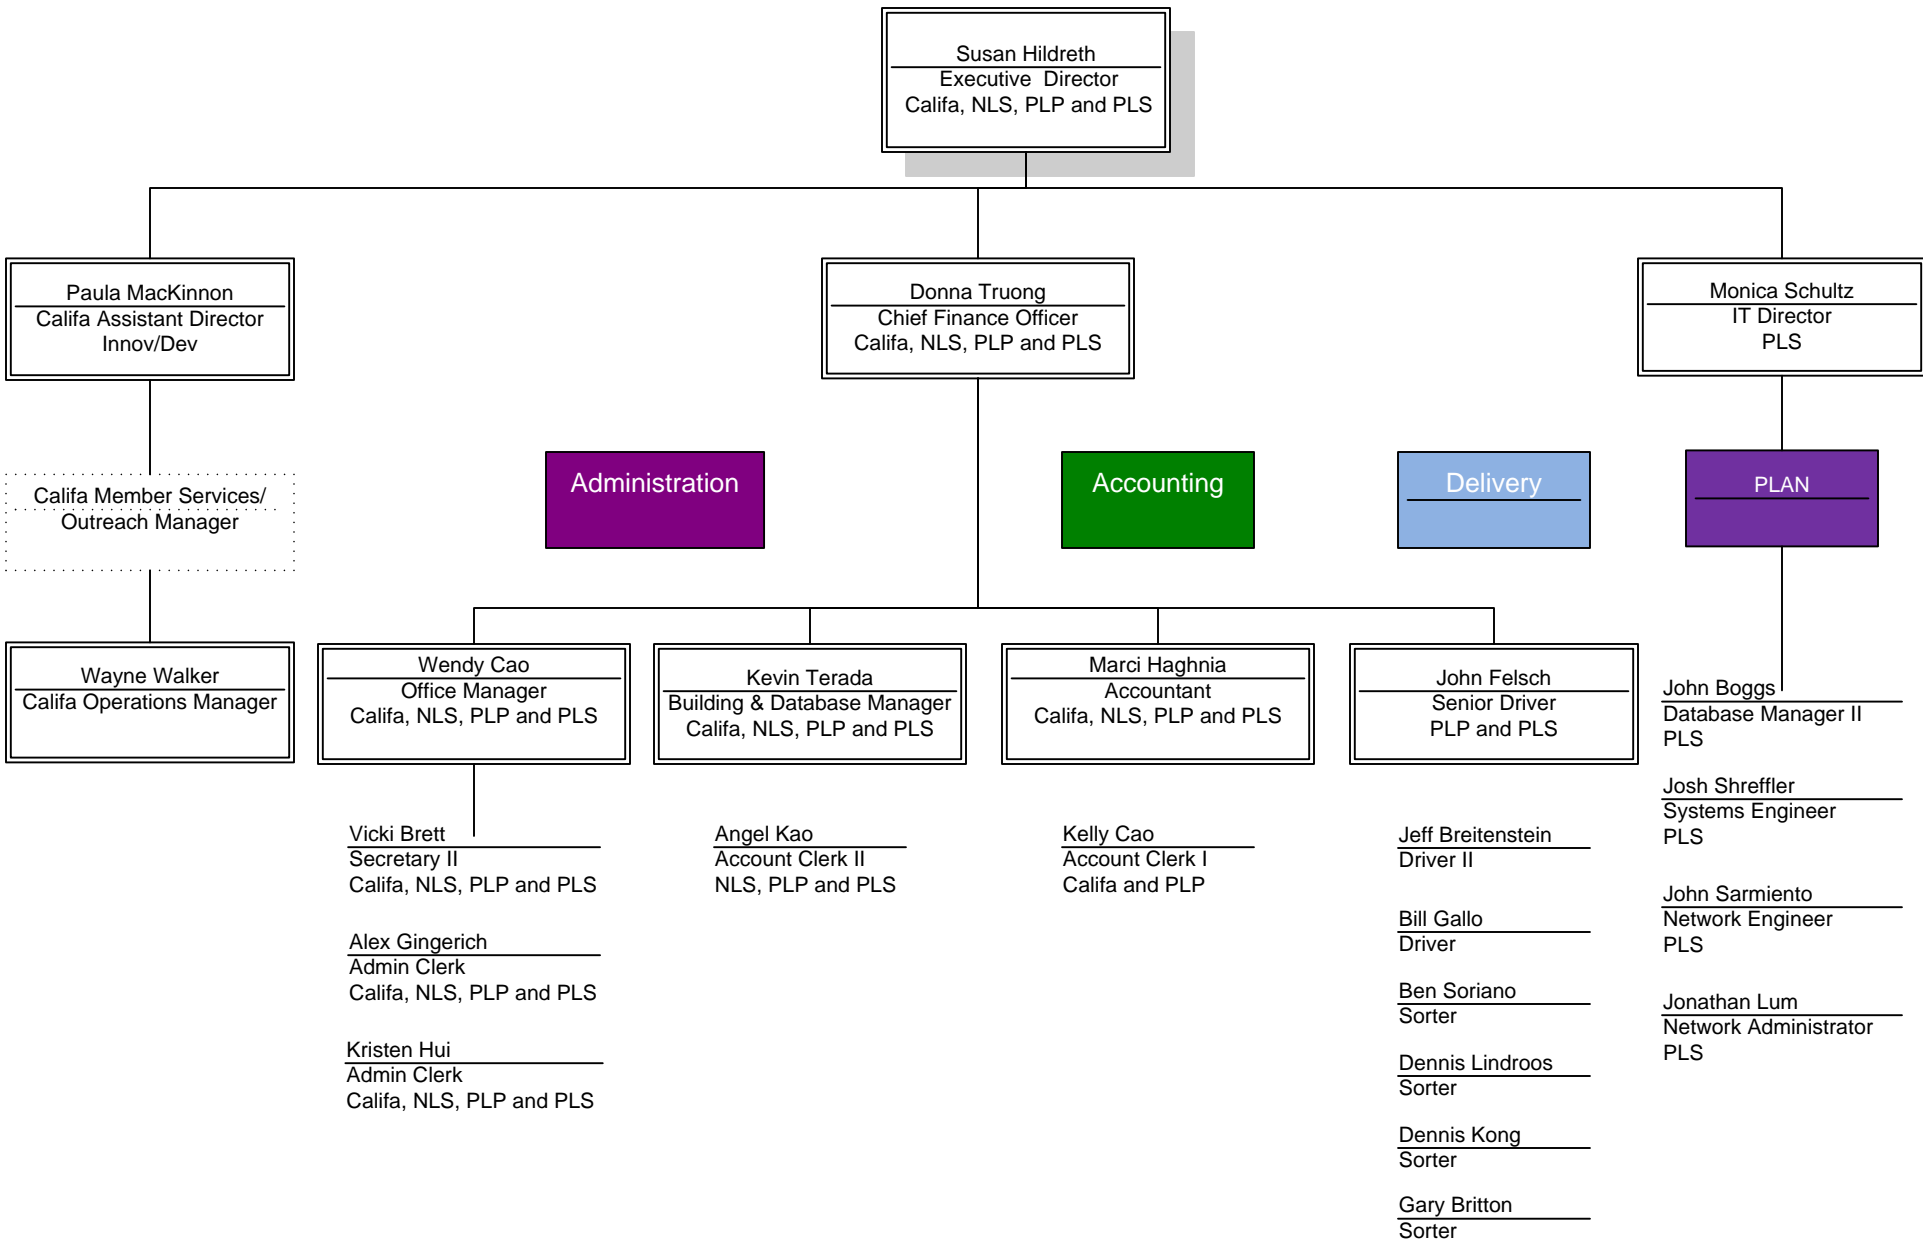 Susan Hildreth
Executive Director
Califa, NLS, PLP and PLS
Paula MacKinnon
Califa Assistant Director
Innov/Dev
Donna Truong
Chief Finance Officer
Califa, NLS, PLP and PLS
Monica Schultz
IT Director
PLS
Califa Member Services/
Outreach Manager
Administration
Accounting
Delivery
PLAN
Wayne Walker
Califa Operations Manager
Wendy Cao
Office Manager
Califa, NLS, PLP and PLS
Kevin Terada
Building & Database Manager
Califa, NLS, PLP and PLS
Marci Haghnia
Accountant
Califa, NLS, PLP and PLS
John Felsch
Senior Driver
PLP and PLS
John Boggs
Database Manager II
PLS
Josh Shreffler
Systems Engineer
PLS
John Sarmiento
Network Engineer
PLS
Jonathan Lum
Network Administrator
PLS
Vicki Brett
Secretary II
Califa, NLS, PLP and PLS
Alex Gingerich
Admin Clerk
Califa, NLS, PLP and PLS
Kristen Hui
Admin Clerk
Califa, NLS, PLP and PLS
Angel Kao
Account Clerk II
NLS, PLP and PLS
Kelly Cao
Account Clerk I
Califa and PLP
Jeff Breitenstein
Driver II
Bill Gallo
Driver
Ben Soriano
Sorter
Dennis Lindroos
Sorter
Dennis Kong
Sorter
Gary Britton
Sorter